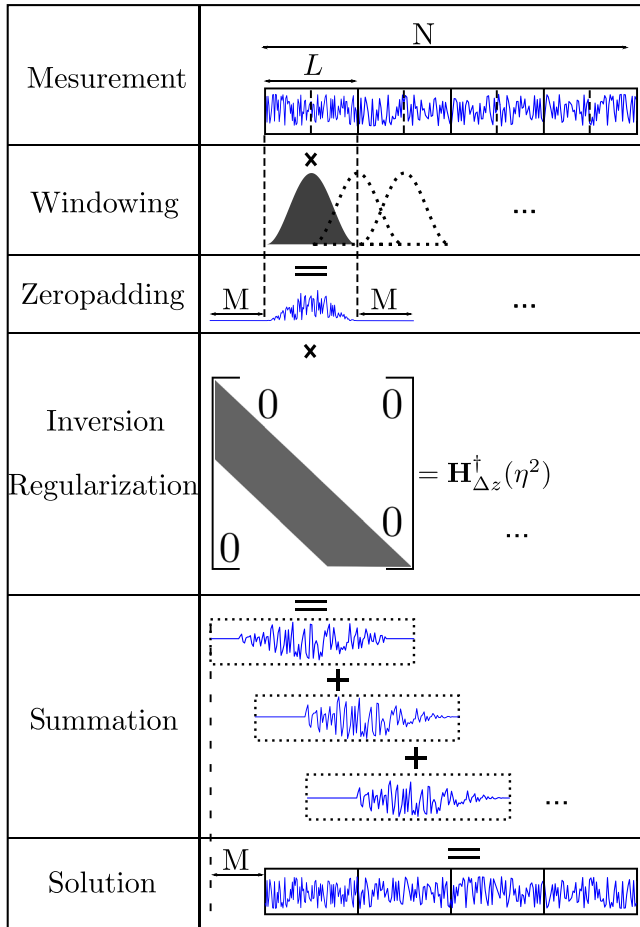 N
Mesurement
L
×
Windowing
...
=
Zeropadding
M
M
...
×
0
0
Inversion
Regularization
= H†Δz(η²)
0
0
...
=
+
Summation
+
...
=
M
Solution